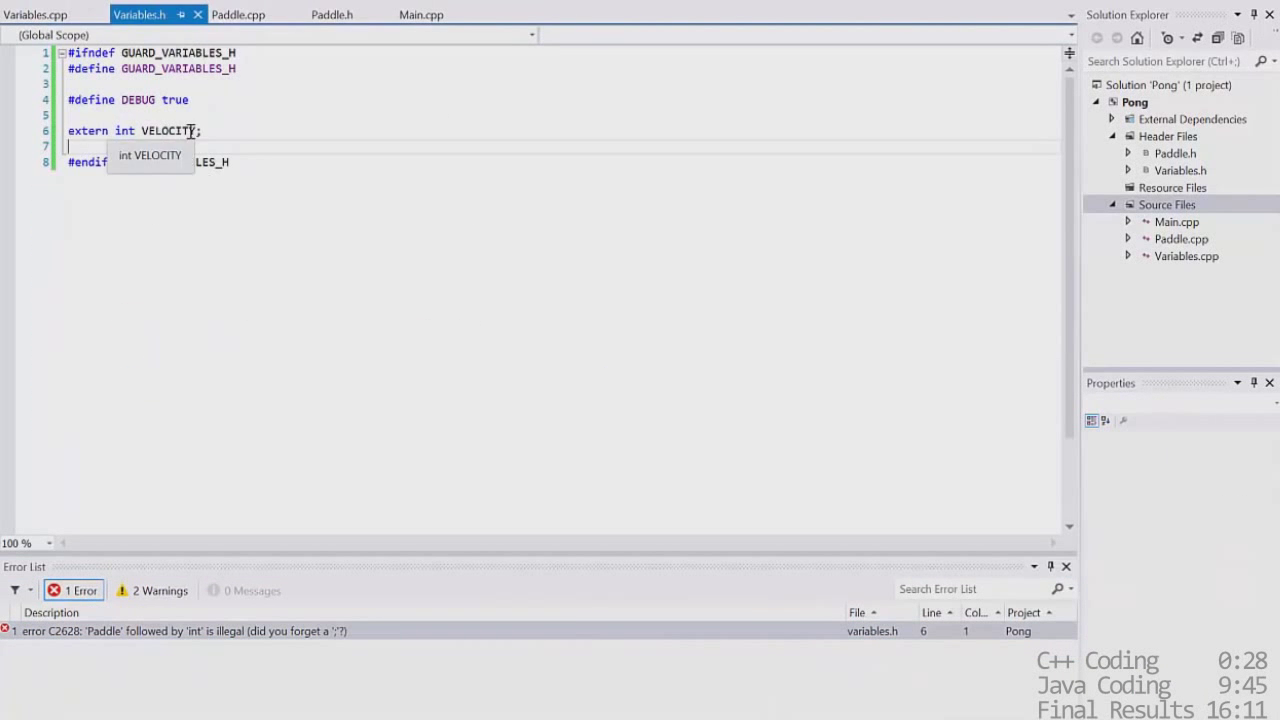 Variables.cpp
Variables.h
Paddle.cpp
Paddle.h
Main.cpp
(Global Scope)
1 #ifndef GUARD_VARIABLES_H
2 #define GUARD_VARIABLES_H
3
4 #define DEBUG true
5
6 extern int VELOCITY;
7
int VELOCITY
8 #endif LES_H
100 %
Solution Explorer
Search Solution Explorer (Ctrl+;)
Solution 'Pong' (1 project)
Pong
External Dependencies
Header Files
Paddle.h
Variables.h
Resource Files
Source Files
Main.cpp
Paddle.cpp
Variables.cpp
Properties
Error List
1 Error
2 Warnings
0 Messages
Search Error List
Description File Line Col... Project
1 error C2628: 'Paddle' followed by 'int' is illegal (did you forget a ';'?) variables.h 6 1 Pong
C++ Coding 0:28
Java Coding 9:45
Final Results 16:11